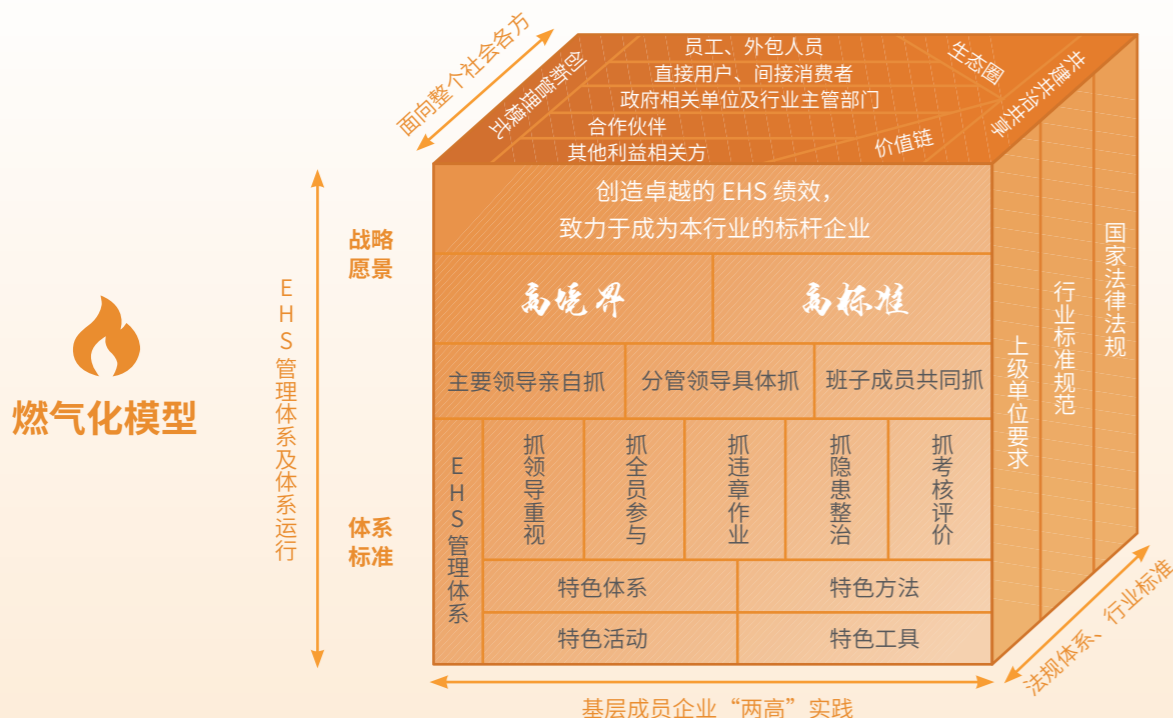 面向整个社会各方
创新管理模式
员工、外包人员
直接用户、间接消费者
政府相关单位及行业主管部门
合作伙伴
其他利益相关方
生态圈
价值链
共建共治共享
创造卓越的 EHS 绩效，
致力于成为本行业的标杆企业
战略
愿景
高境界
高标准
主要领导亲自抓
分管领导具体抓
班子成员共同抓
燃气化模型
EHS管理体系及体系运行
体系
标准
EHS管理体系
抓领导重视
抓全员参与
抓违章作业
抓隐患整治
抓考核评价
特色体系
特色方法
特色活动
特色工具
上级单位要求
行业标准规范
国家法律法规
法规体系、行业标准
基层成员企业“两高”实践